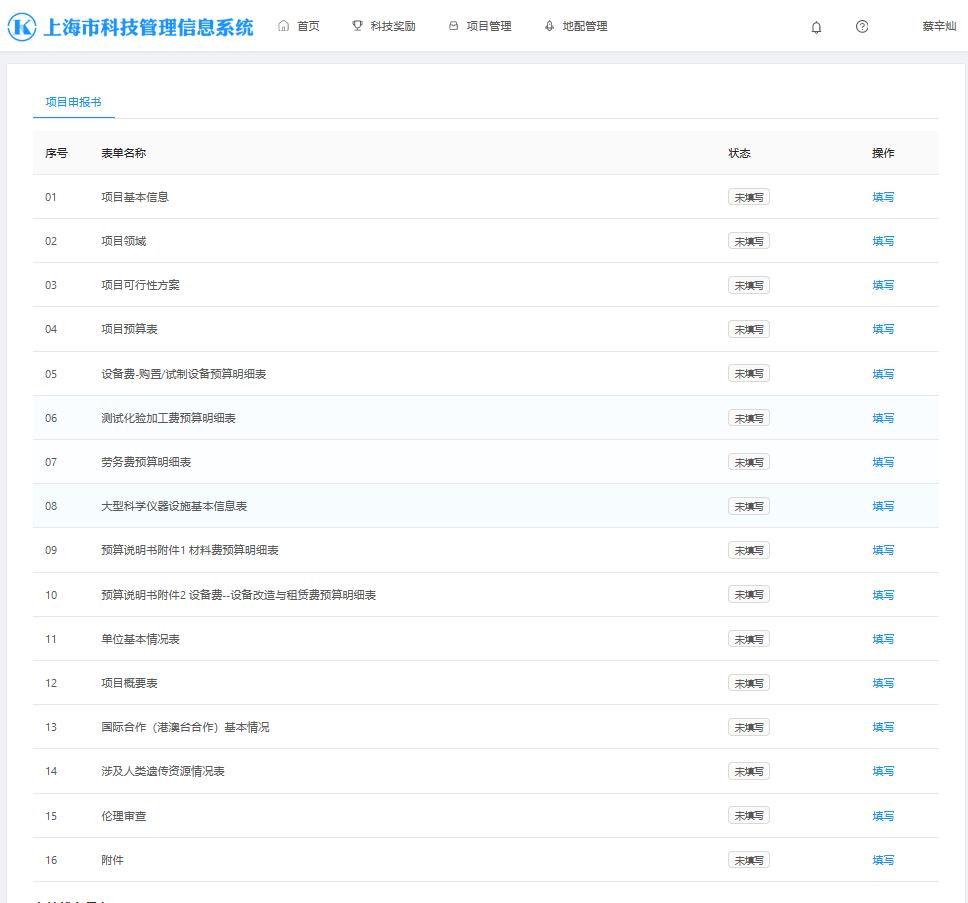 上海市科技管理信息系统 首页 科技奖励 项目管理 地配管理 蔡辛灿
项目申报书
序号 表单名称 状态 操作
01 项目基本信息 未填写 填写
02 项目领域 未填写 填写
03 项目可行性方案 未填写 填写
04 项目预算表 未填写 填写
05 设备费-购置/试制设备预算明细表 未填写 填写
06 测试化验加工费预算明细表 未填写 填写
07 劳务费预算明细表 未填写 填写
08 大型科学仪器设施基本信息表 未填写 填写
09 预算说明书附件1 材料费预算明细表 未填写 填写
10 预算说明书附件2 设备费--设备改造与租赁费预算明细表 未填写 填写
11 单位基本情况表 未填写 填写
12 项目概要表 未填写 填写
13 国际合作（港澳台合作）基本情况 未填写 填写
14 涉及人类遗传资源情况表 未填写 填写
15 伦理审查 未填写 填写
16 附件 未填写 填写